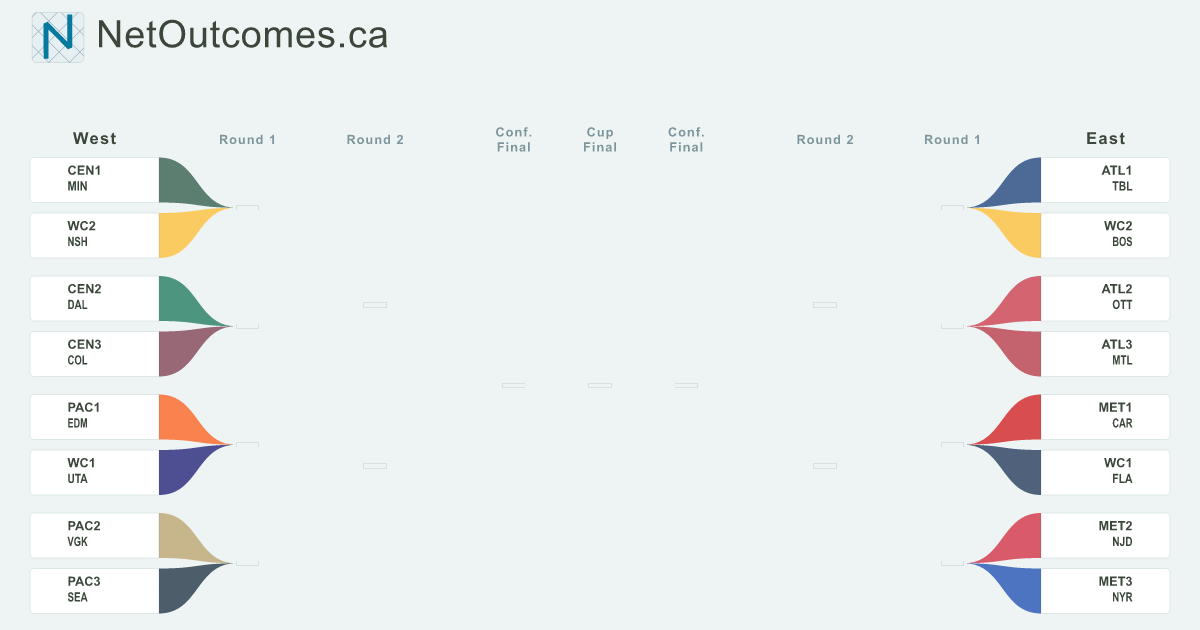 NetOutcomes.ca
West
Round 1
Round 2
Conf.
Final
Cup
Final
Conf.
Final
Round 2
Round 1
East
CEN1
MIN
WC2
NSH
CEN2
DAL
CEN3
COL
PAC1
EDM
WC1
UTA
PAC2
VGK
PAC3
SEA
ATL1
TBL
WC2
BOS
ATL2
OTT
ATL3
MTL
MET1
CAR
WC1
FLA
MET2
NJD
MET3
NYR